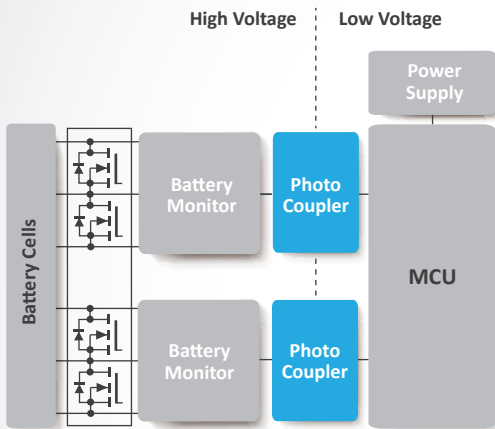 High Voltage
Low Voltage
Power
Supply
Battery Cells
Battery
Monitor
Photo
Coupler
MCU
Battery
Monitor
Photo
Coupler